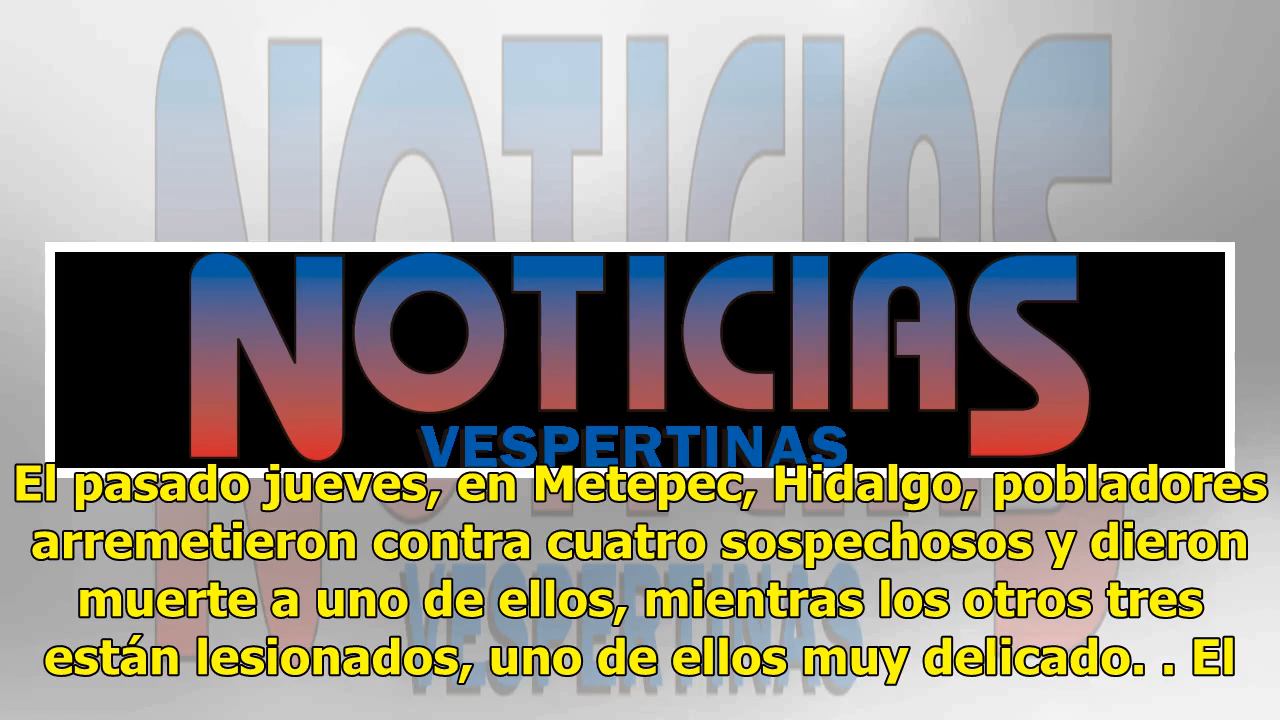 NOTICIAS
VESPERTINAS
El pasado jueves, en Metepec, Hidalgo, pobladores
arremetieron contra cuatro sospechosos y dieron
muerte a uno de ellos, mientras los otros tres
están lesionados, uno de ellos muy delicado. . El